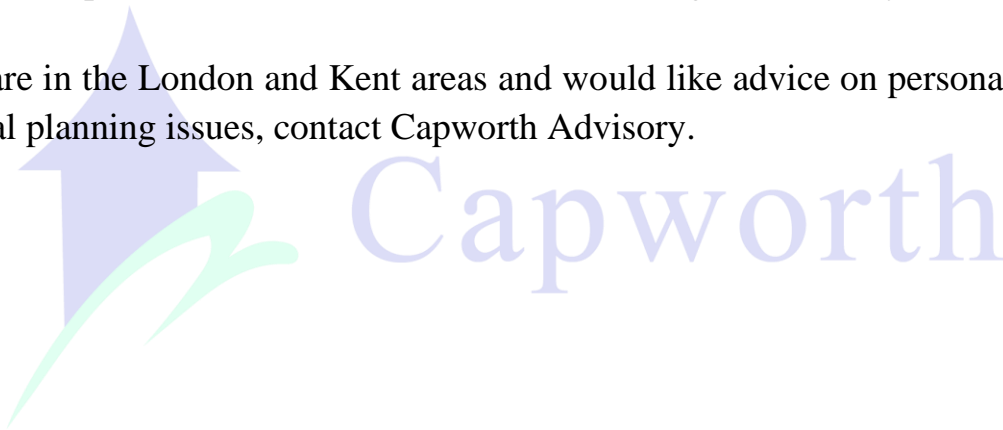 are in the London and Kent areas and would like advice on persona
al planning issues, contact Capworth Advisory.
Capworth